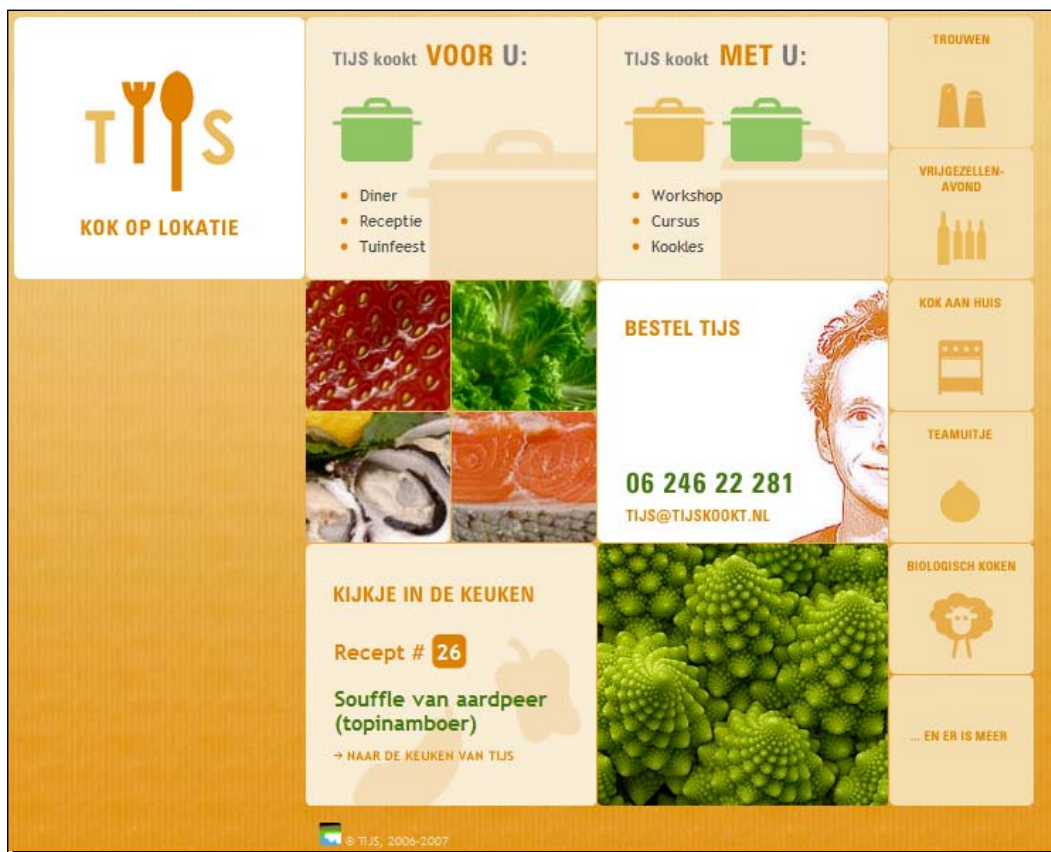 TIJS
KOK OP LOKATIE
TIJS kookt VOOR U:
• Diner
• Receptie
• Tuinfeest
TIJS kookt MET U:
• Workshop
• Cursus
• Kookles
TROUWEN
VRIJGEZELLEN-
AVOND
KOK AAN HUIS
TEAMUITJE
BIOLOGISCH KOKEN
... EN ER IS MEER
BESTEL TIJS
06 246 22 281
TIJS@TIJSKOOKT.NL
KIJKJE IN DE KEUKEN
Recept # 26
Souffle van aardpeer
(topinamboer)
→ NAAR DE KEUKEN VAN TIJS
© TIJS, 2006-2007